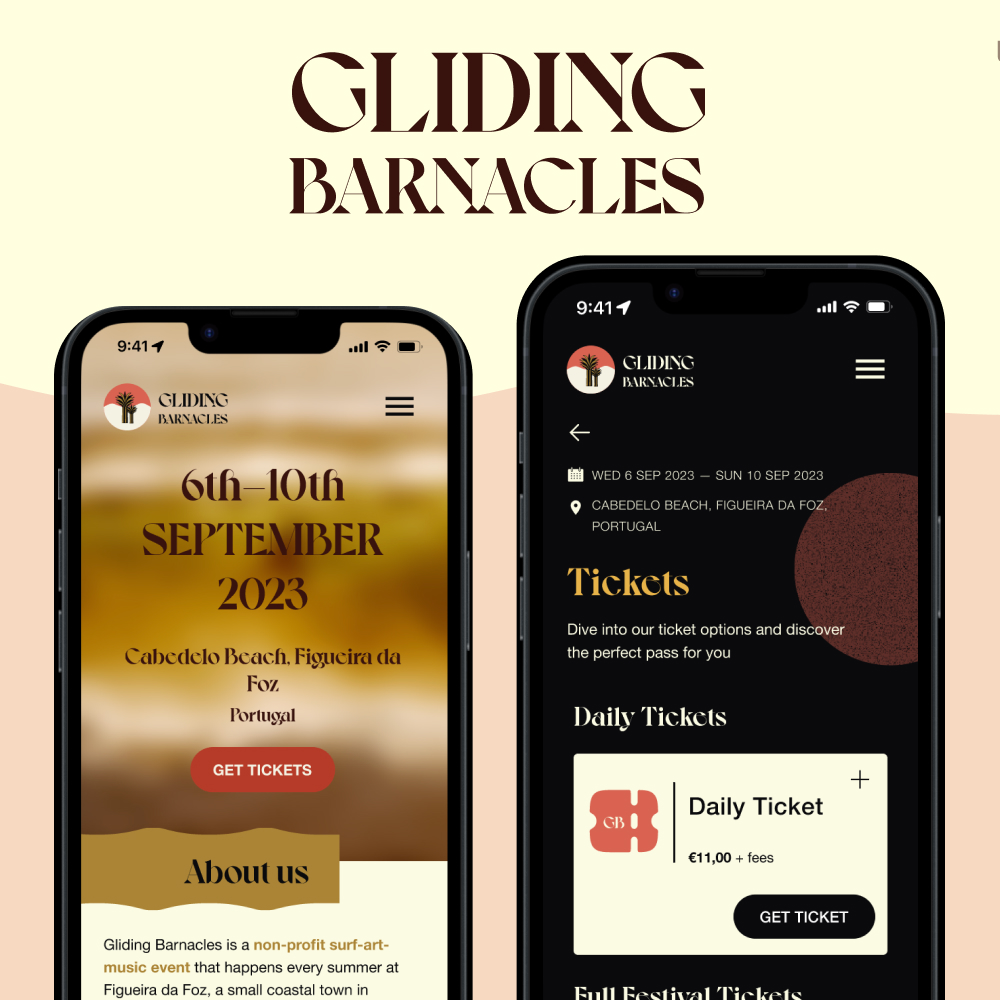 GLIDING
BARNACLES
9:41
GLIDING
BARNACLES
6th–10th
SEPTEMBER
2023
Cabedelo Beach, Figueira da
Foz
Portugal
GET TICKETS
About us
Gliding Barnacles is a non-profit surf-art-
music event that happens every summer at
Figueira da Foz, a small coastal town in
9:41
GLIDING
BARNACLES
WED 6 SEP 2023 — SUN 10 SEP 2023
CABEDELO BEACH, FIGUEIRA DA FOZ,
PORTUGAL
Tickets
Dive into our ticket options and discover
the perfect pass for you
Daily Tickets
GB
Daily Ticket
€11,00 + fees
GET TICKET
Full Festival Tickets